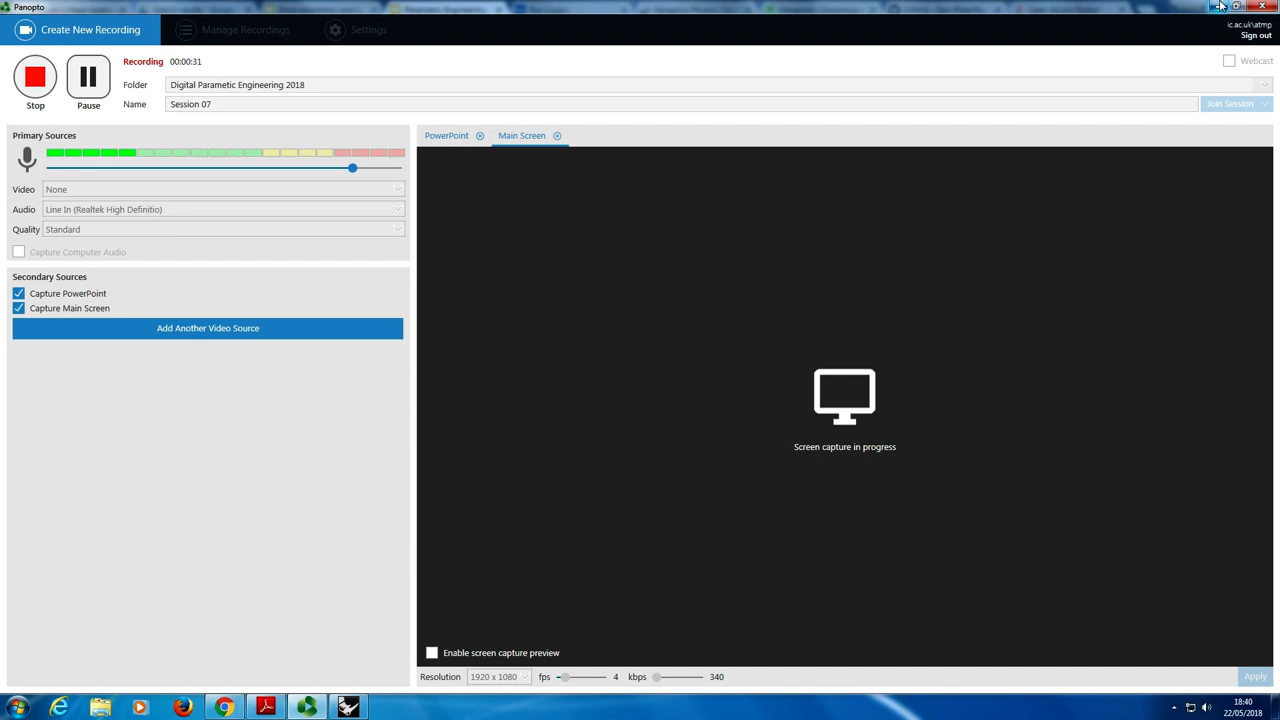 Panopto
Create New Recording
Manage Recordings
Settings
ic.ac.uk\atmp
Sign out
Recording 00:00:31
Webcast
Folder Digital Parametic Engineering 2018
Stop Pause Name Session 07 Join Session
Primary Sources
Video None
Audio Line In (Realtek High Definitio)
Quality Standard
Capture Computer Audio
Secondary Sources
Capture PowerPoint
Capture Main Screen
Add Another Video Source
PowerPoint Main Screen
Screen capture in progress
Enable screen capture preview
Resolution 1920 x 1080 fps 4 kbps 340 Apply
18:40
22/05/2018